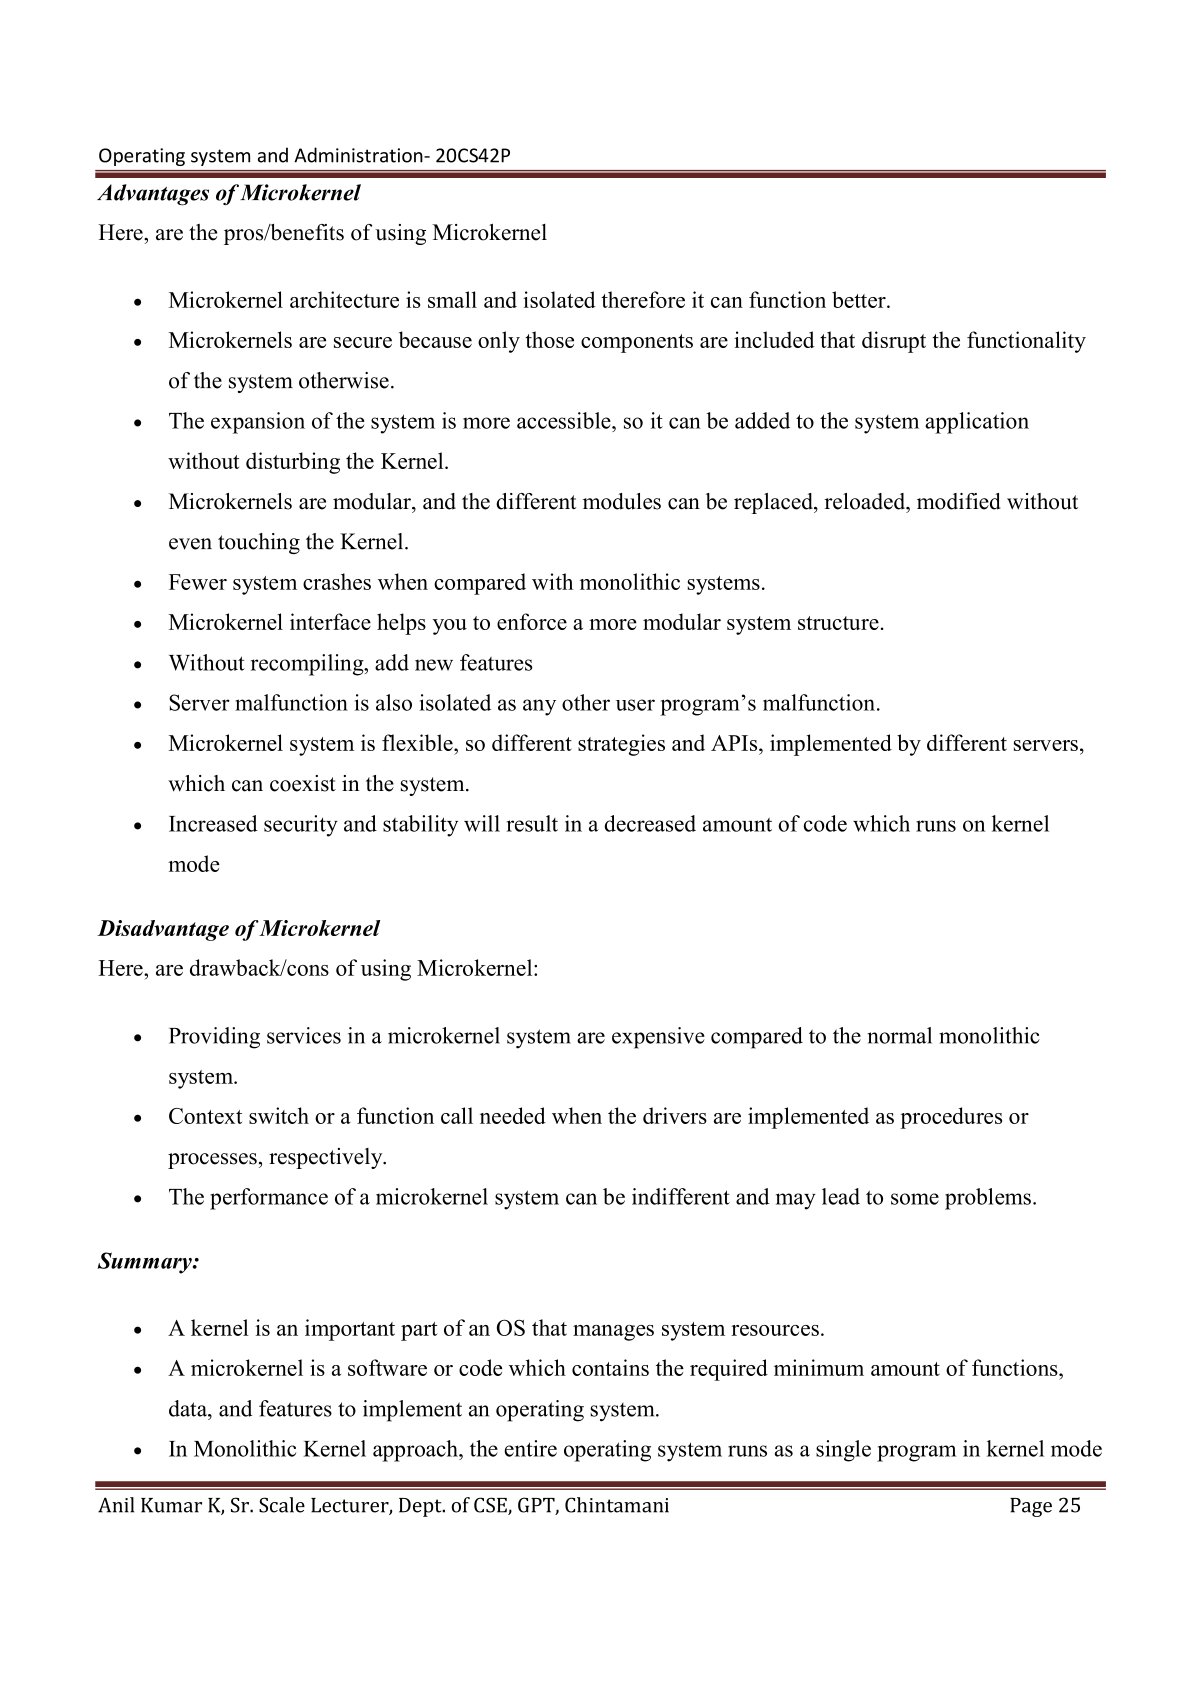 Operating system and Administration- 20CS42P
Advantages of Microkernel
Here, are the pros/benefits of using Microkernel
• Microkernel architecture is small and isolated therefore it can function better.
• Microkernels are secure because only those components are included that disrupt the functionality
of the system otherwise.
• The expansion of the system is more accessible, so it can be added to the system application
without disturbing the Kernel.
• Microkernels are modular, and the different modules can be replaced, reloaded, modified without
even touching the Kernel.
• Fewer system crashes when compared with monolithic systems.
• Microkernel interface helps you to enforce a more modular system structure.
• Without recompiling, add new features
• Server malfunction is also isolated as any other user program’s malfunction.
• Microkernel system is flexible, so different strategies and APIs, implemented by different servers,
which can coexist in the system.
• Increased security and stability will result in a decreased amount of code which runs on kernel
mode
Disadvantage of Microkernel
Here, are drawback/cons of using Microkernel:
• Providing services in a microkernel system are expensive compared to the normal monolithic
system.
• Context switch or a function call needed when the drivers are implemented as procedures or
processes, respectively.
• The performance of a microkernel system can be indifferent and may lead to some problems.
Summary:
• A kernel is an important part of an OS that manages system resources.
• A microkernel is a software or code which contains the required minimum amount of functions,
data, and features to implement an operating system.
• In Monolithic Kernel approach, the entire operating system runs as a single program in kernel mode
Anil Kumar K, Sr. Scale Lecturer, Dept. of CSE, GPT, Chintamani Page 25